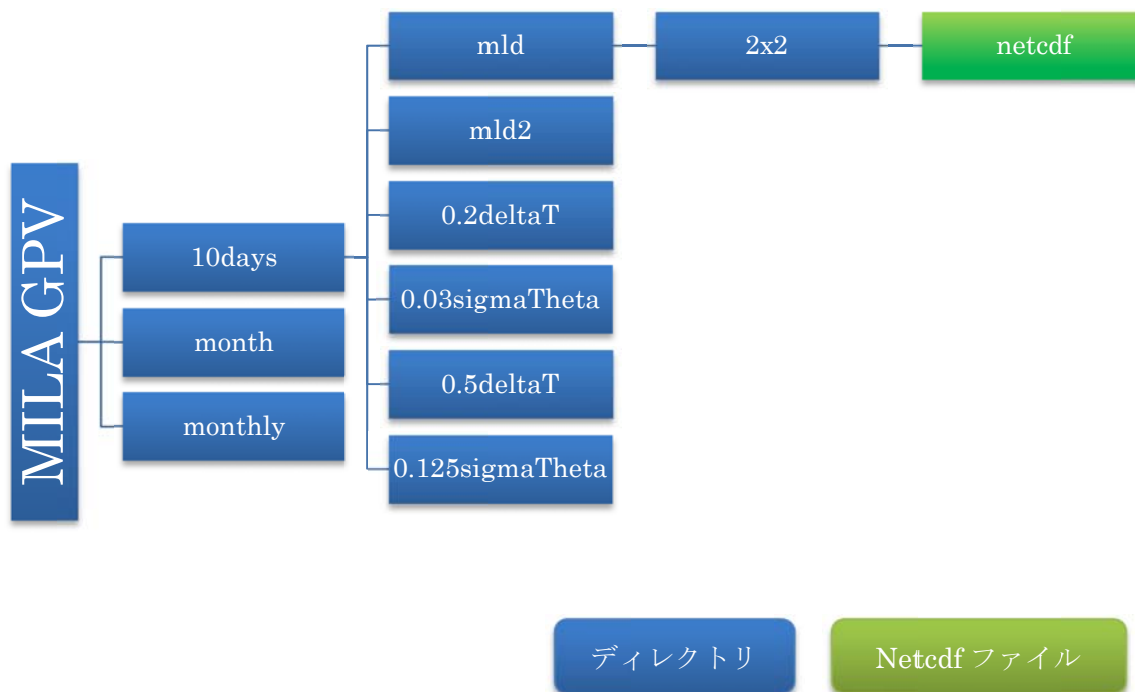 MILA GPV
10days
month
monthly
mld
mld2
0.2deltaT
0.03sigmaTheta
0.5deltaT
0.125sigmaTheta
2x2
netcdf
ディレクトリ
Netcdf ファイル